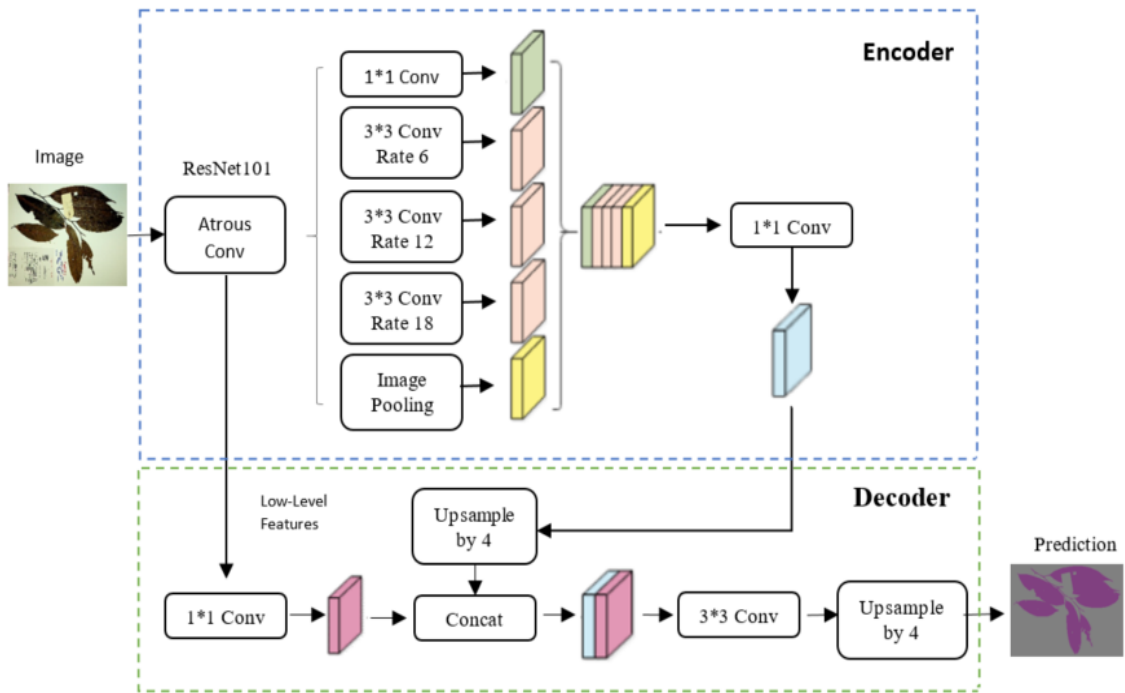 Encoder
Image
ResNet101
Atrous
Conv
1*1 Conv
3*3 Conv
Rate 6
3*3 Conv
Rate 12
3*3 Conv
Rate 18
Image
Pooling
1*1 Conv
Decoder
Low-Level
Features
Upsample
by 4
1*1 Conv
Concat
3*3 Conv
Upsample
by 4
Prediction